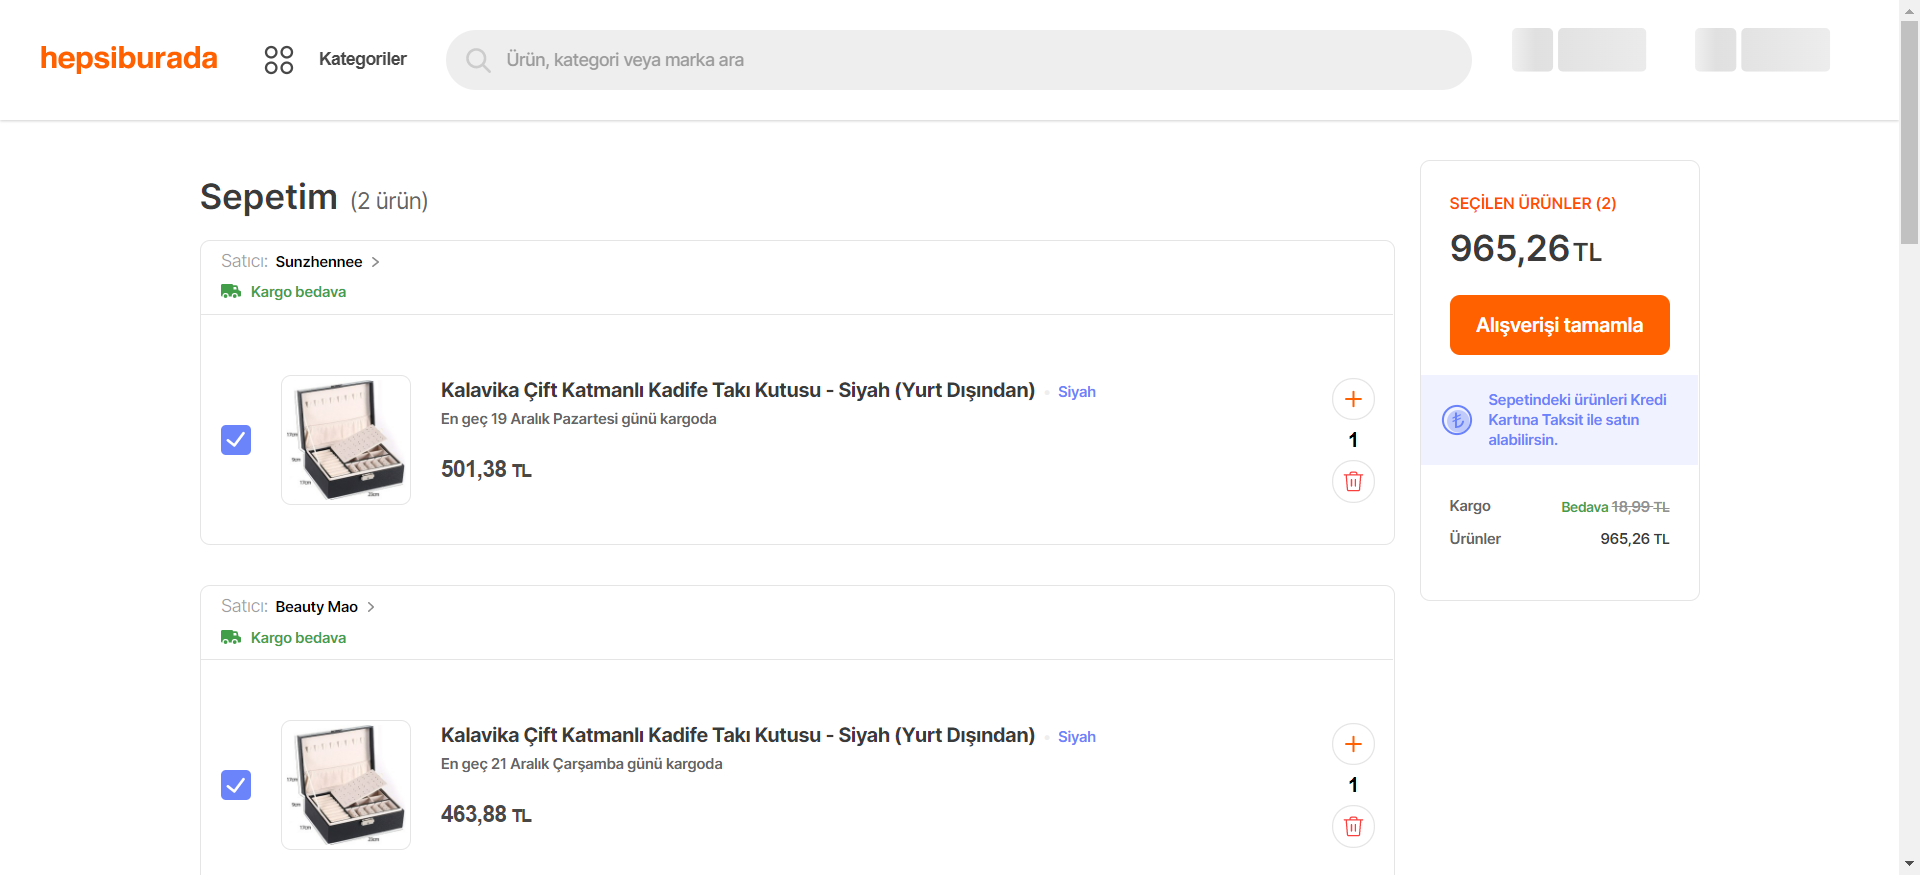 hepsiburada
Kategoriler
Ürün, kategori veya marka ara
Sepetim (2 ürün)
Satıcı: Sunzhennee
Kargo bedava
Kalavika Çift Katmanlı Kadife Takı Kutusu - Siyah (Yurt Dışından) • Siyah
En geç 19 Aralık Pazartesi günü kargoda
501,38 TL
1
Satıcı: Beauty Mao
Kargo bedava
Kalavika Çift Katmanlı Kadife Takı Kutusu - Siyah (Yurt Dışından) • Siyah
En geç 21 Aralık Çarşamba günü kargoda
463,88 TL
1
SEÇİLEN ÜRÜNLER (2)
965,26 TL
Alışverişi tamamla
Sepetindeki ürünleri Kredi
Kartına Taksit ile satın
alabilirsin.
Kargo Bedava 18,99 TL
Ürünler 965,26 TL